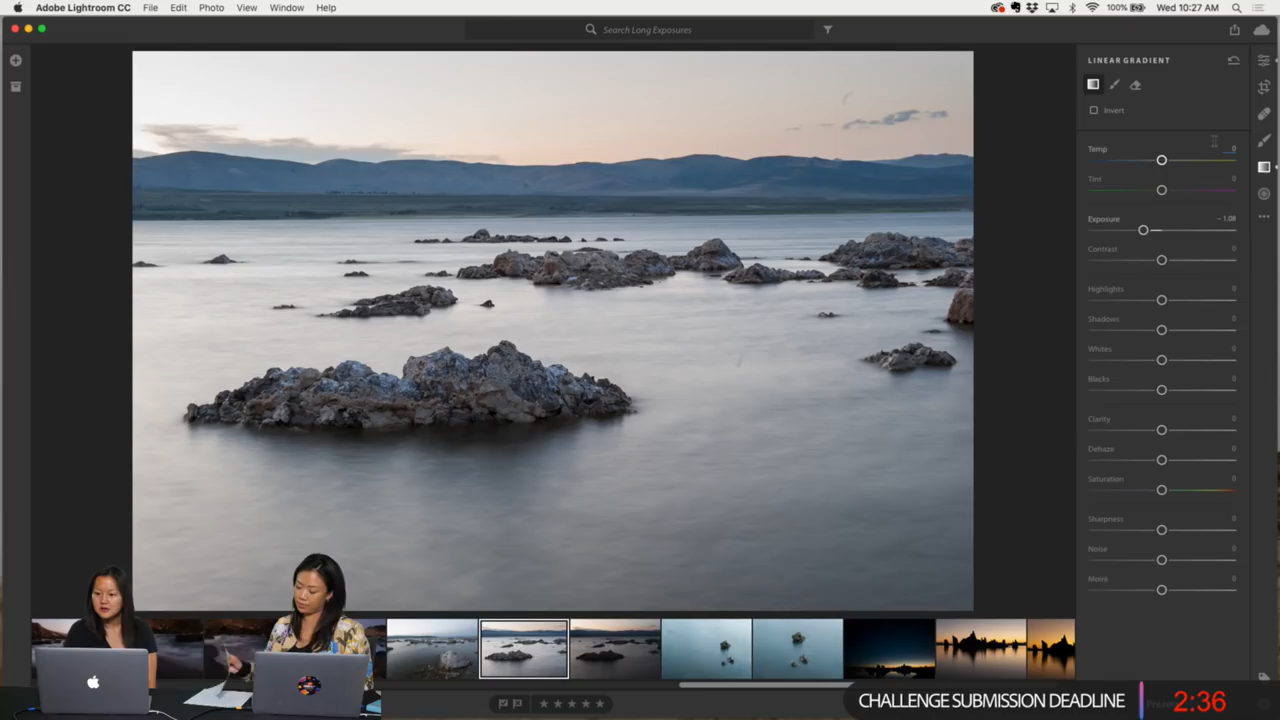 Adobe Lightroom CC File Edit Photo View Window Help
100% Wed 10:27 AM
Search Long Exposures
LINEAR GRADIENT
Invert
Temp 0
Tint 0
Exposure − 1.08
Contrast 0
Highlights 0
Shadows 0
Whites 0
Blacks 0
Clarity 0
Dehaze 0
Saturation 0
Sharpness 0
Noise 0
Moiré 0
CHALLENGE SUBMISSION DEADLINE 2:36